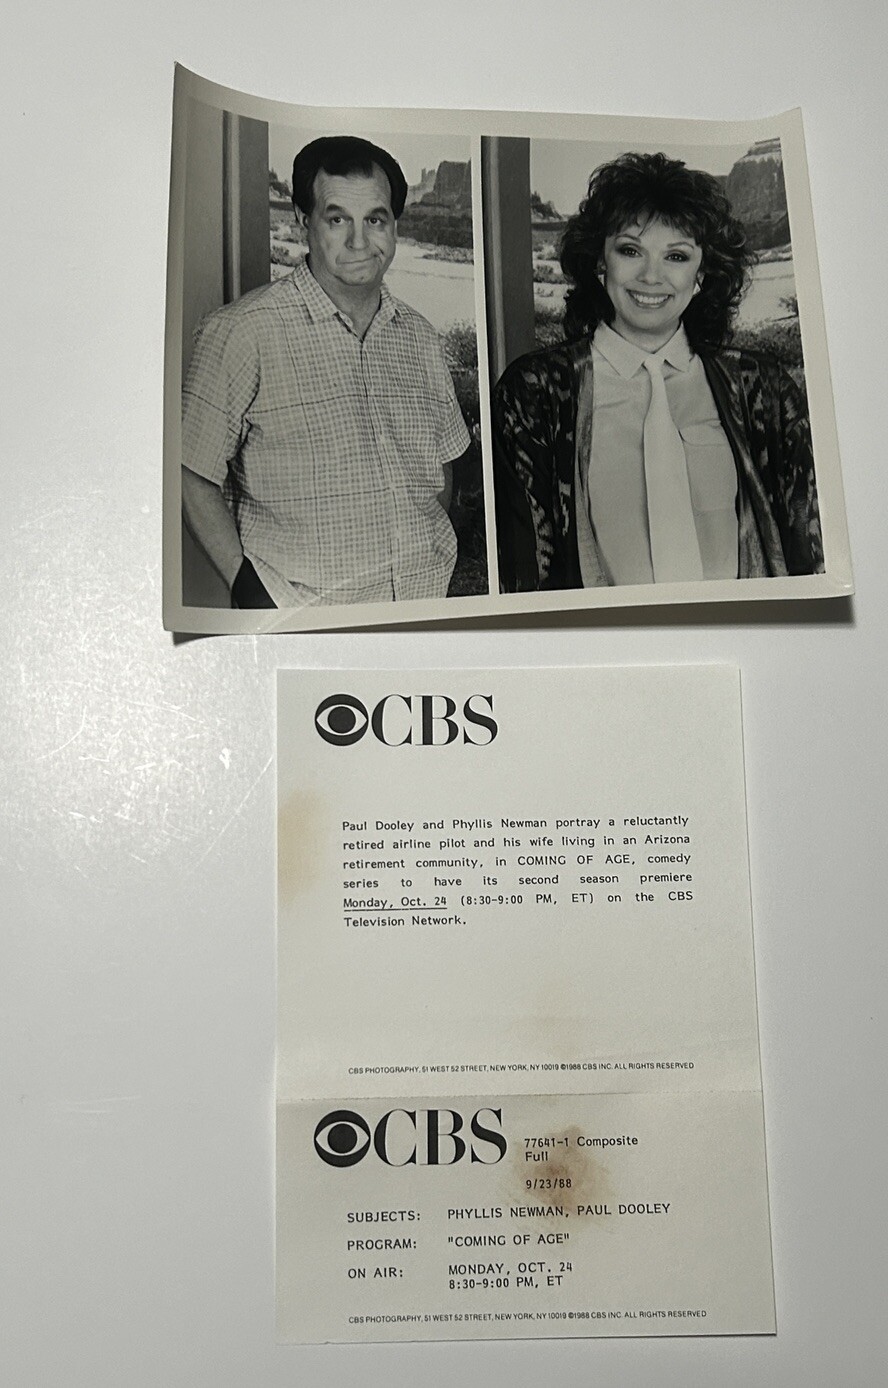 CBS
Paul Dooley and Phyllis Newman portray a reluctantly
retired airline pilot and his wife living in an Arizona
retirement community, in COMING OF AGE, comedy
series to have its second season premiere
Monday, Oct. 24 (8:30-9:00 PM, ET) on the CBS
Television Network.
CBS PHOTOGRAPHY, 51 WEST 52 STREET, NEW YORK, NY 10019 ©1988 CBS INC. ALL RIGHTS RESERVED
CBS
77641-1 Composite
Full
9/23/88
SUBJECTS: PHYLLIS NEWMAN, PAUL DOOLEY
PROGRAM: "COMING OF AGE"
ON AIR: MONDAY, OCT. 24
8:30-9:00 PM, ET
CBS PHOTOGRAPHY, 51 WEST 52 STREET, NEW YORK, NY 10019 ©1988 CBS INC. ALL RIGHTS RESERVED